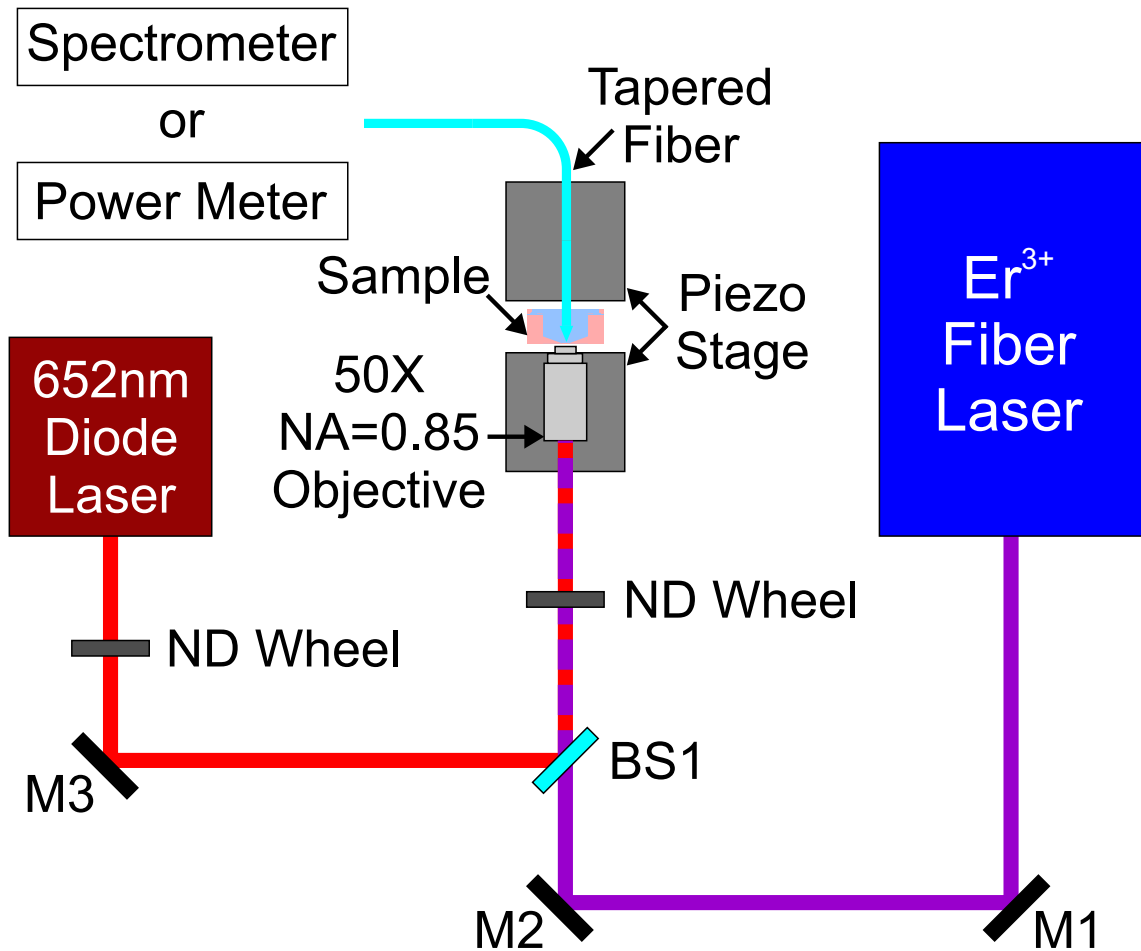 Spectrometer
or
Power Meter
Tapered
Fiber
Sample
Piezo
Stage
Er³⁺
Fiber
Laser
652nm
Diode
Laser
50X
NA=0.85
Objective
ND Wheel
ND Wheel
BS1
M3
M2
M1